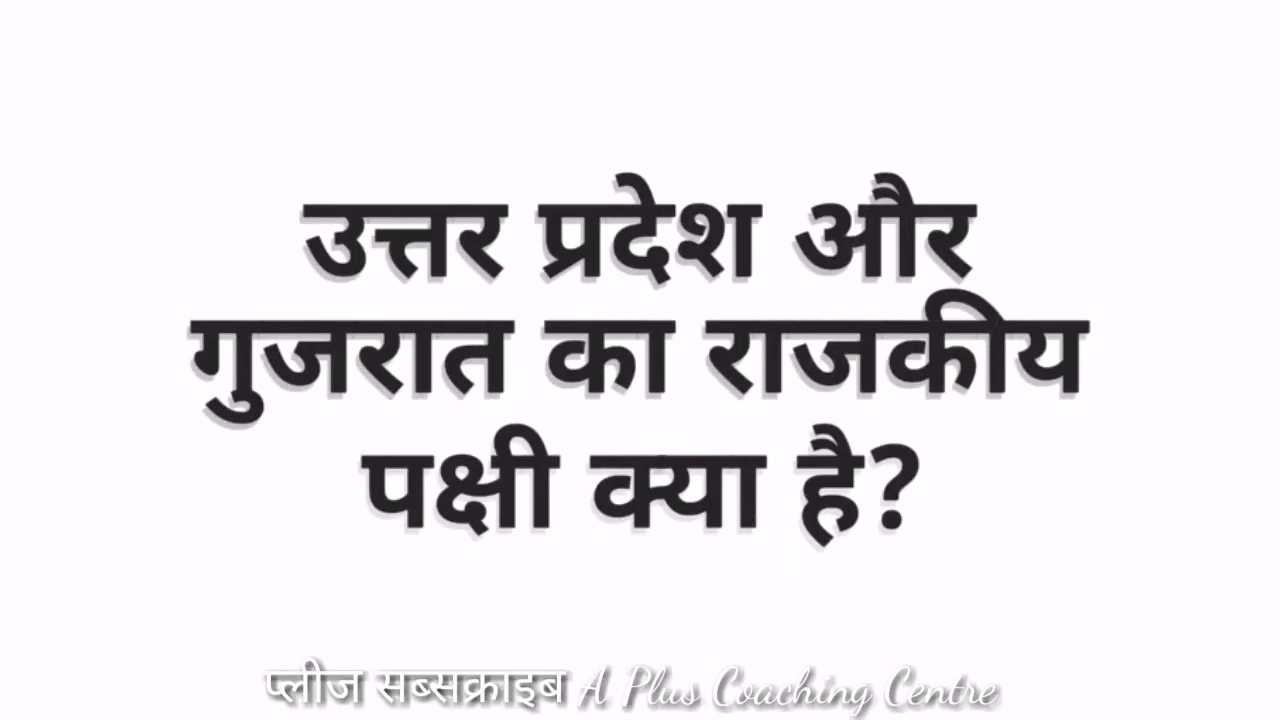 उत्तर प्रदेश और
गुजरात का राजकीय
पक्षी क्या है?
प्लीज सब्सक्राइब A Plus Coaching Centre